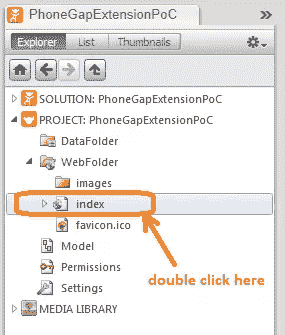 PhoneGapExtensionPoC
Explorer List Thumbnails
SOLUTION: PhoneGapExtensionPoC
PROJECT: PhoneGapExtensionPoC
DataFolder
WebFolder
images
index
favicon.ico
Model
double click here
Permissions
Settings
MEDIA LIBRARY